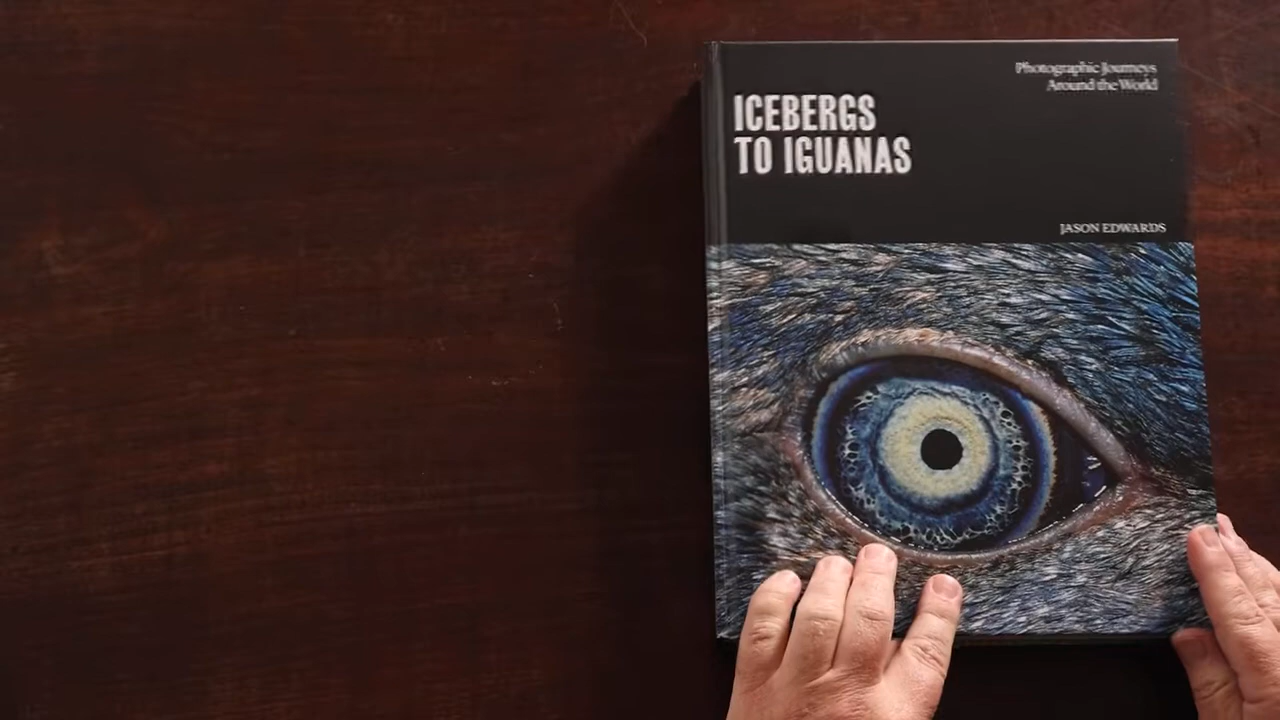 Photographic Journeys
Around the World
ICEBERGS
TO IGUANAS
JASON EDWARDS